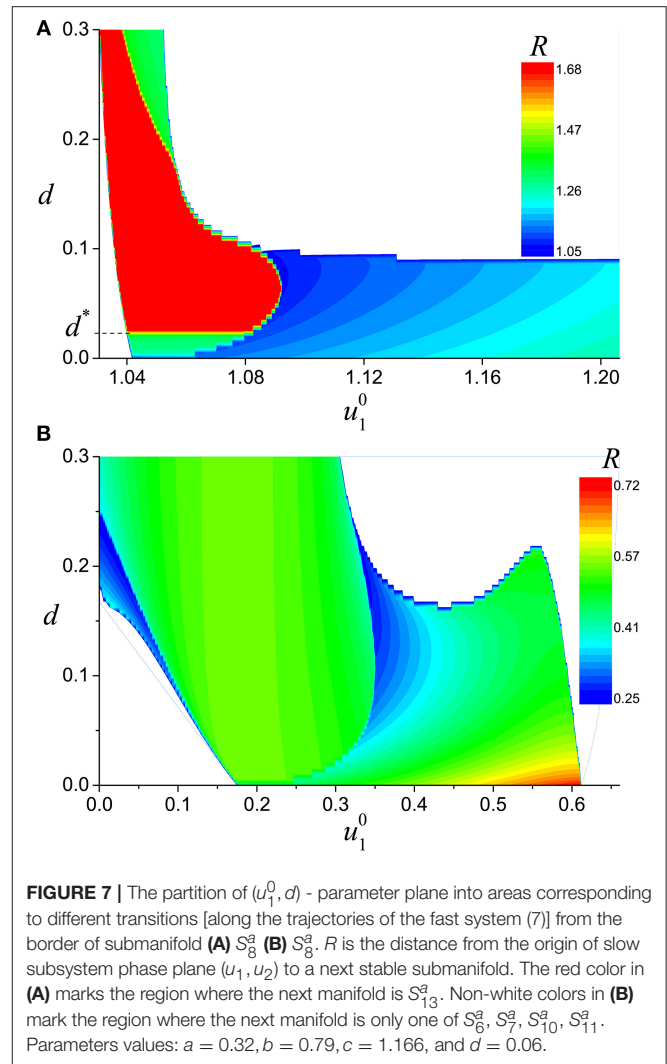 A
0.3
0.2
0.1
0.0
d
d*
1.04
1.08
1.12
1.16
1.20
u₁⁰
R
1.68
1.47
1.26
1.05
B
0.3
0.2
0.1
0.0
d
0.0
0.1
0.2
0.3
0.4
0.5
0.6
u₁⁰
R
0.72
0.57
0.41
0.25
FIGURE 7 | The partition of (u₁⁰, d) - parameter plane into areas corresponding
to different transitions [along the trajectories of the fast system (7)] from the
border of submanifold (A) S₈ᵃ (B) S₈ᵃ. R is the distance from the origin of slow
subsystem phase plane (u₁, u₂) to a next stable submanifold. The red color in
(A) marks the region where the next manifold is S₁₃ᵃ. Non-white colors in (B)
mark the region where the next manifold is only one of S₆ᵃ, S₇ᵃ, S₁₀ᵃ, S₁₁ᵃ.
Parameters values: a = 0.32, b = 0.79, c = 1.166, and d = 0.06.